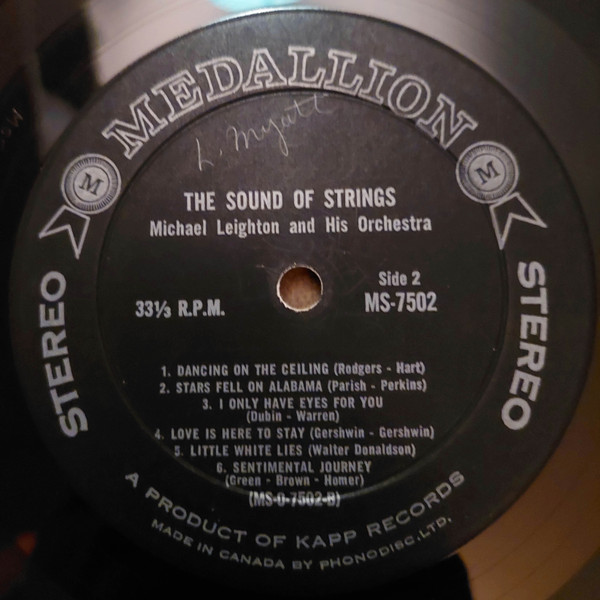 MEDALLION
L. Myatt
M
M
THE SOUND OF STRINGS
Michael Leighton and His Orchestra
STEREO
STEREO
Side 2
33⅓ R.P.M.
MS-7502
1. DANCING ON THE CEILING (Rodgers - Hart)
2. STARS FELL ON ALABAMA (Parish - Perkins)
3. I ONLY HAVE EYES FOR YOU
(Dubin - Warren)
4. LOVE IS HERE TO STAY (Gershwin - Gershwin)
5. LITTLE WHITE LIES (Walter Donaldson)
6. SENTIMENTAL JOURNEY
(Green - Brown - Homer)
(MS-0-7502-B)
A PRODUCT OF KAPP RECORDS
MADE IN CANADA BY PHONODISC, LTD.